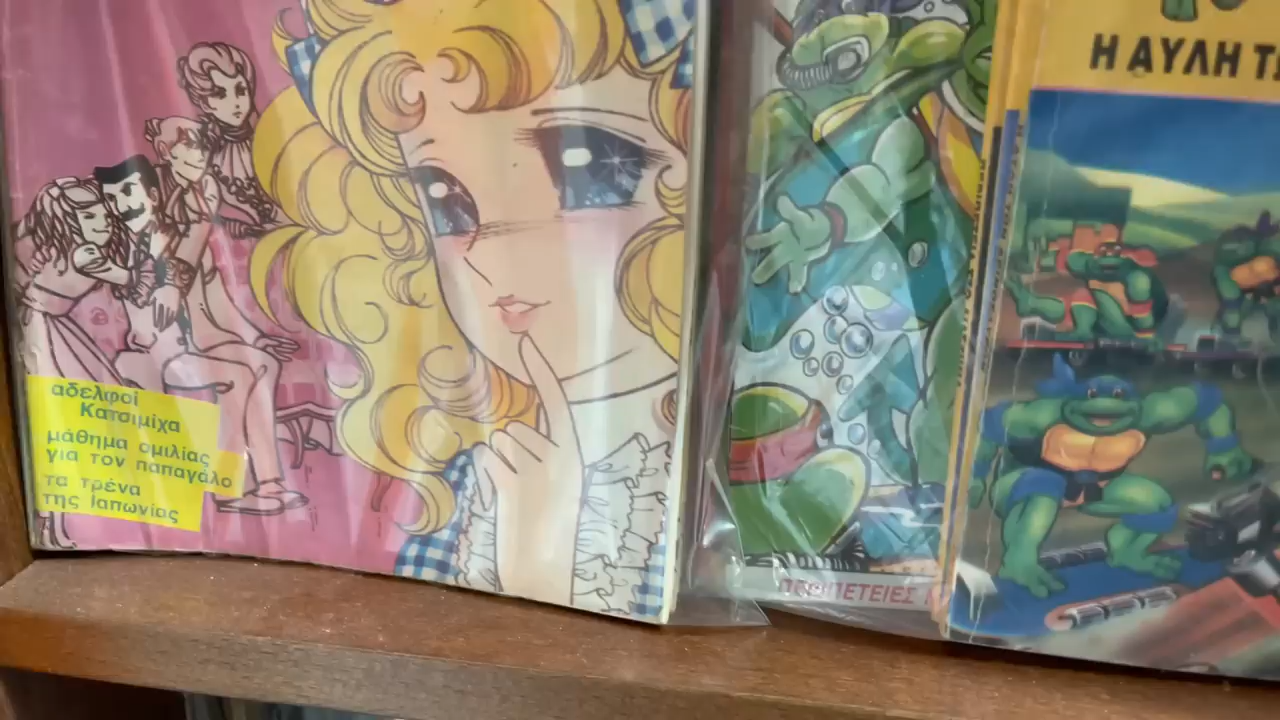 αδελφοί
Κατσιμίχα
μάθημα ομιλίας
για τον παπαγάλο
τα τρένα
της Ιαπωνίας
ΠΕΡΙΠΕΤΕΙΕΣ
Η ΑΥΛΗ